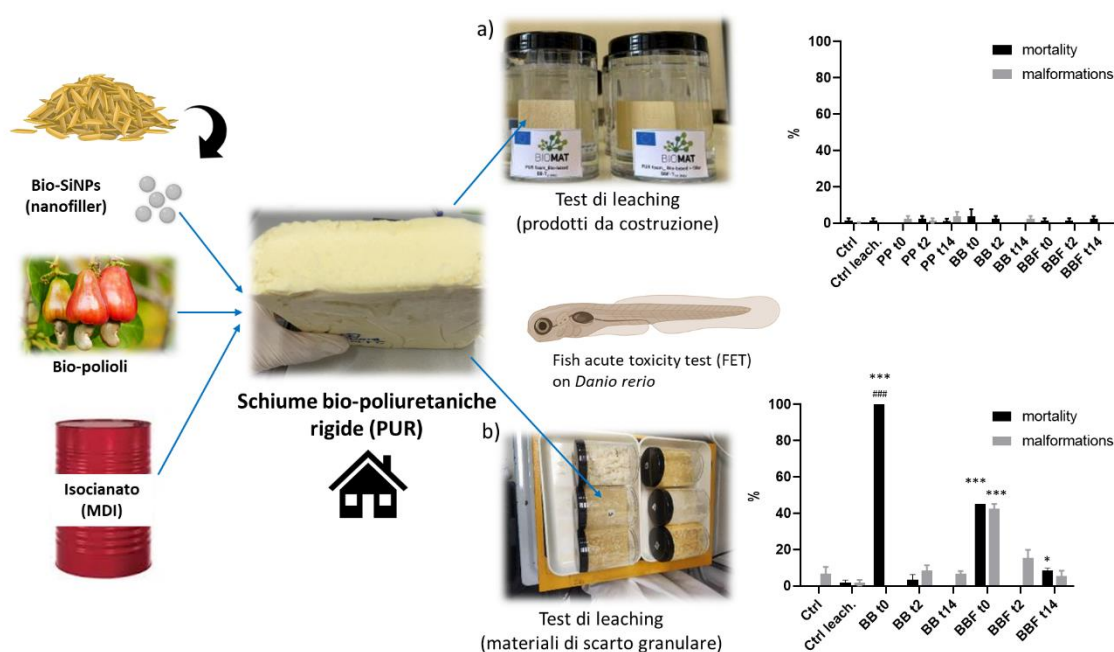 Bio-SiNPs
(nanofiller)
Bio-polioli
Isocianato
(MDI)
Schiume bio-poliuretaniche
rigide (PUR)
a)
BIOMAT
BIOMAT
Test di leaching
(prodotti da costruzione)
Fish acute toxicity test (FET)
on Danio rerio
b)
Test di leaching
(materiali di scarto granulare)
mortality
malformations
%
100
80
60
40
20
0
Ctrl
Ctrl leach.
PP t0
PP t2
PP t14
BB t0
BB t2
BB t14
BBF t0
BBF t2
BBF t14
mortality
malformations
%
100
80
60
40
20
0
***
###
***
***
*
Ctrl
Ctrl leach.
BB t0
BB t2
BB t14
BBF t0
BBF t2
BBF t14